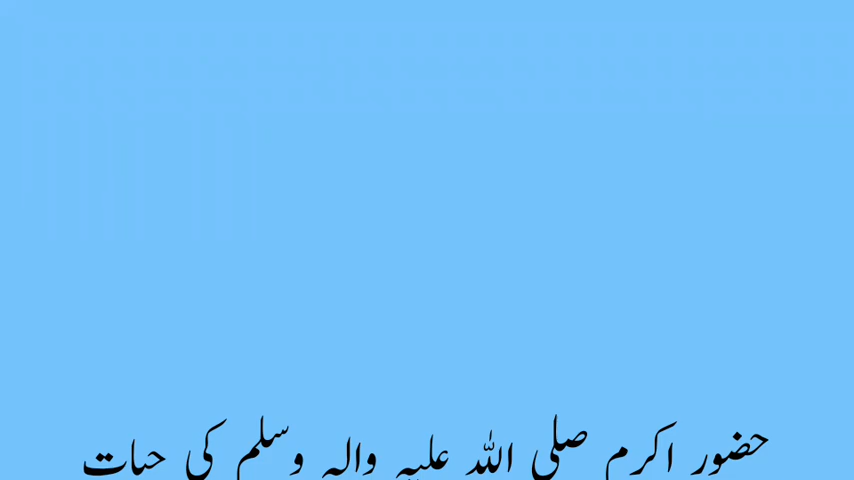 حضور اکرم صلی اللہ علیہ والہ وسلم کی حیات